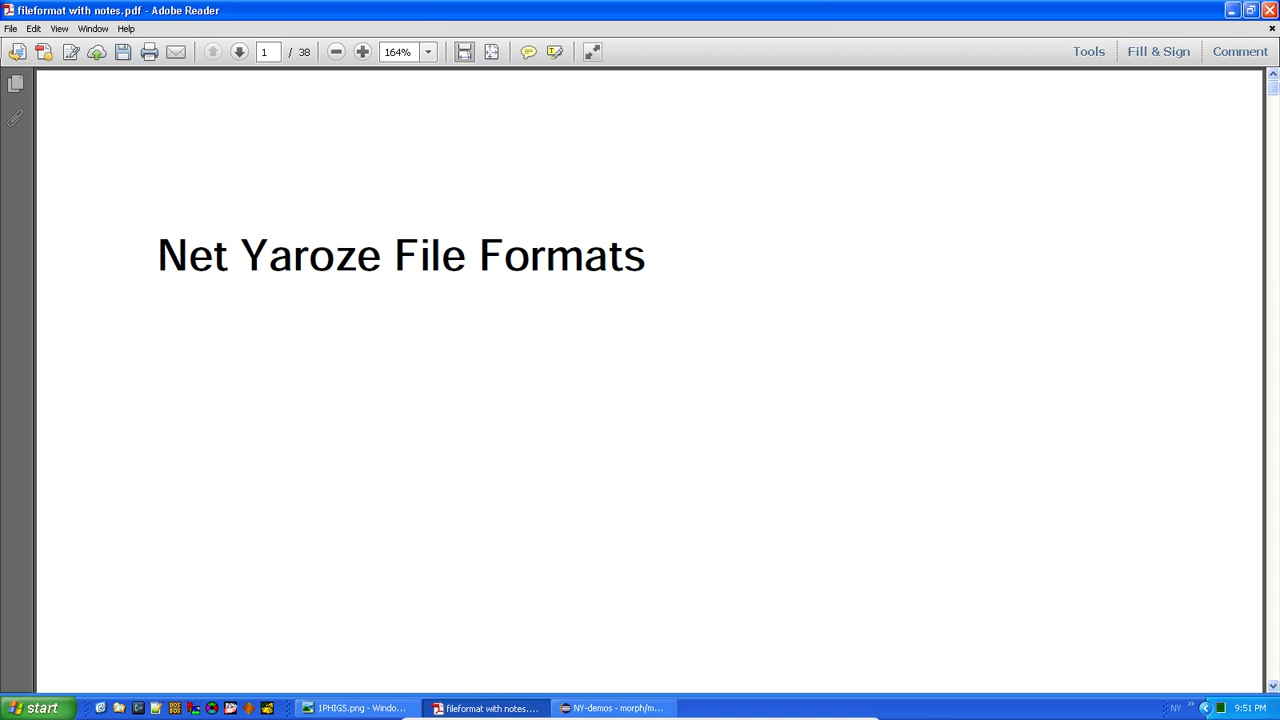 fileformat with notes.pdf - Adobe Reader
File Edit View Window Help
1 / 38 164% Tools Fill & Sign Comment
Net Yaroze File Formats
start 1PHIGS.png - Windo... fileformat with notes.... NY-demos - morph/m... NY 9:51 PM